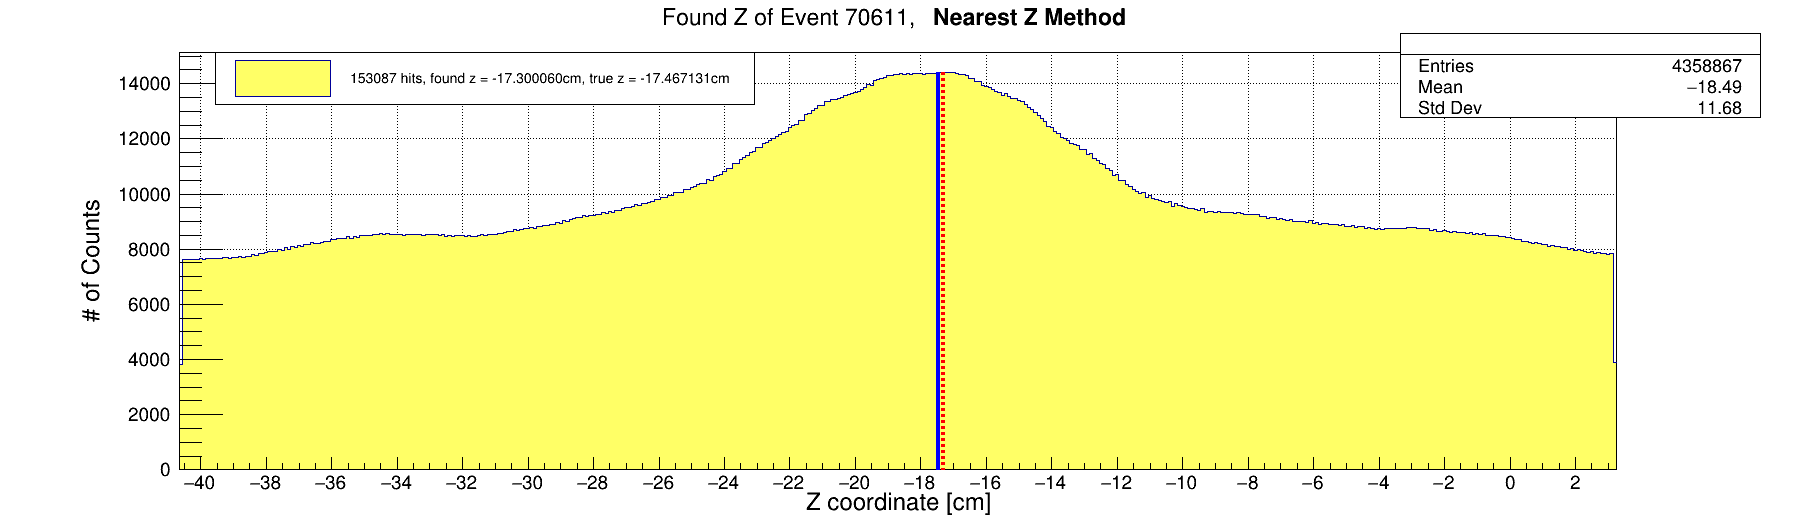 Found Z of Event 70611, Nearest Z Method
153087 hits, found z = -17.300060cm, true z = -17.467131cm
Entries 4358867
Mean −18.49
Std Dev 11.68
# of Counts
14000
12000
10000
8000
6000
4000
2000
0
−40 −38 −36 −34 −32 −30 −28 −26 −24 −22 −20 −18 −16 −14 −12 −10 −8 −6 −4 −2 0 2
Z coordinate [cm]